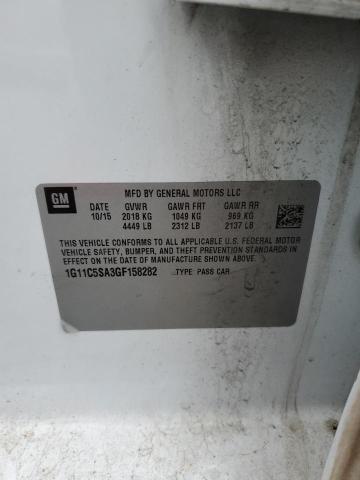 GM
MFD BY GENERAL MOTORS LLC
DATE GVWR GAWR FRT GAWR RR
10/15 2018 KG 1049 KG 969 KG
4449 LB 2312 LB 2137 LB
THIS VEHICLE CONFORMS TO ALL APPLICABLE U.S. FEDERAL MOTOR
VEHICLE SAFETY, BUMPER, AND THEFT PREVENTION STANDARDS
IN EFFECT ON THE DATE OF MANUFACTURE SHOWN ABOVE.
1G11C5SA3GF158282 TYPE PASS CAR